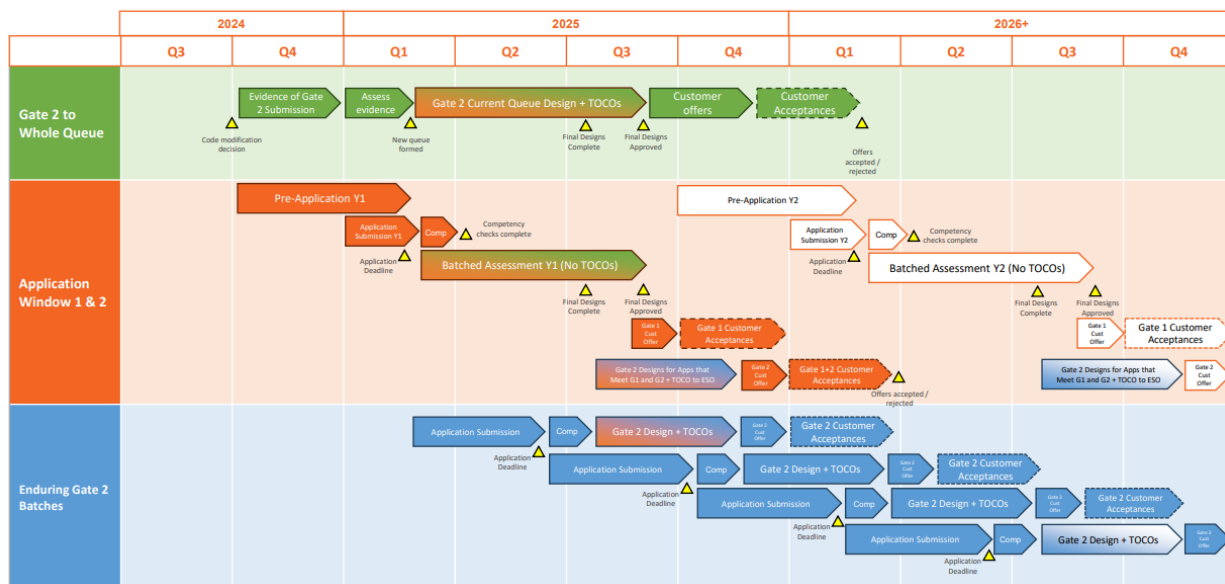 2024
2025
2026+
Q3
Q4
Q1
Q2
Q3
Q4
Q1
Q2
Q3
Q4
Gate 2 to
Whole Queue
Evidence of Gate
2 Submission
Assess
evidence
Gate 2 Current Queue Design + TOCOs
Customer
offers
Customer
Acceptances
Code modification
decision
New queue
formed
Final Designs
Complete
Final Designs
Approved
Offers
accepted /
rejected
Application
Window 1 & 2
Pre-Application Y1
Pre-Application Y2
Application
Submission Y1
Comp
Competency
checks complete
Application
Submission Y2
Comp
Competency
checks complete
Application
Deadline
Batched Assessment Y1 (No TOCOs)
Application
Deadline
Batched Assessment Y2 (No TOCOs)
Final Designs
Complete
Final Designs
Approved
Final Designs
Complete
Final Designs
Approved
Gate 1
Cust
Offer
Gate 1 Customer
Acceptances
Gate 1
Cust
Offer
Gate 1 Customer
Acceptances
Gate 2 Designs for Apps that
Meet G1 and G2 + TOCO to ESO
Gate 2
Cust
Offer
Gate 1+2 Customer
Acceptances
Offers accepted /
rejected
Gate 2 Designs for Apps that
Meet G1 and G2 + TOCO to ESO
Gate 2
Cust
Offer
Enduring Gate 2
Batches
Application Submission
Comp
Gate 2 Design + TOCOs
Gate 2
Cust
Offer
Gate 2 Customer
Acceptances
Application
Deadline
Application Submission
Comp
Gate 2 Design + TOCOs
Gate 2
Cust
Offer
Gate 2 Customer
Acceptances
Application
Deadline
Application Submission
Comp
Gate 2 Design + TOCOs
Gate 2
Cust
Offer
Gate 2 Customer
Acceptances
Application
Deadline
Application Submission
Comp
Gate 2 Design + TOCOs
Gate 2
Cust
Offer
Application
Deadline